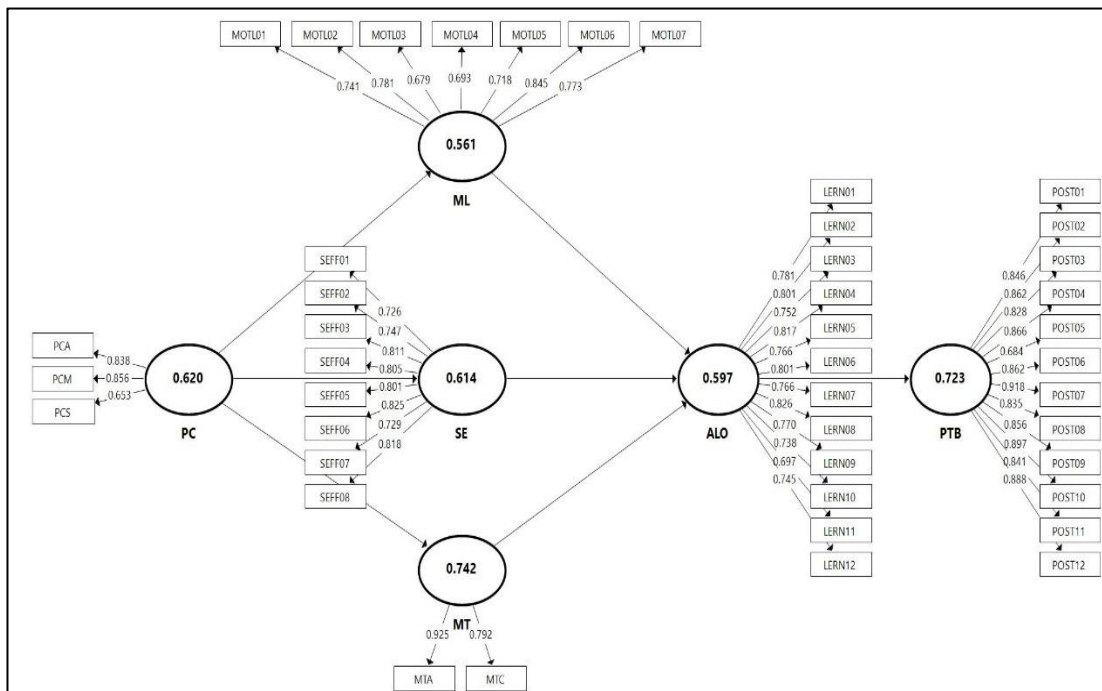 MOTL01 MOTL02 MOTL03 MOTL04 MOTL05 MOTL06 MOTL07
0.741 0.781 0.679 0.693 0.718 0.845 0.773
0.561
ML
SEFF01
SEFF02
SEFF03
SEFF04
SEFF05
SEFF06
SEFF07
SEFF08
0.726
0.747
0.811
0.805
0.801
0.825
0.729
0.818
PCA
PCM
PCS
0.838
0.856
0.653
0.620
PC
0.614
SE
0.597
ALO
0.723
PTB
LERN01
LERN02
LERN03
LERN04
LERN05
LERN06
LERN07
LERN08
LERN09
LERN10
LERN11
LERN12
0.781
0.801
0.752
0.817
0.766
0.801
0.766
0.826
0.770
0.738
0.697
0.745
POST01
POST02
POST03
POST04
POST05
POST06
POST07
POST08
POST09
POST10
POST11
POST12
0.846
0.862
0.828
0.866
0.684
0.862
0.918
0.835
0.856
0.897
0.841
0.888
0.742
MT
0.925 0.792
MTA MTC